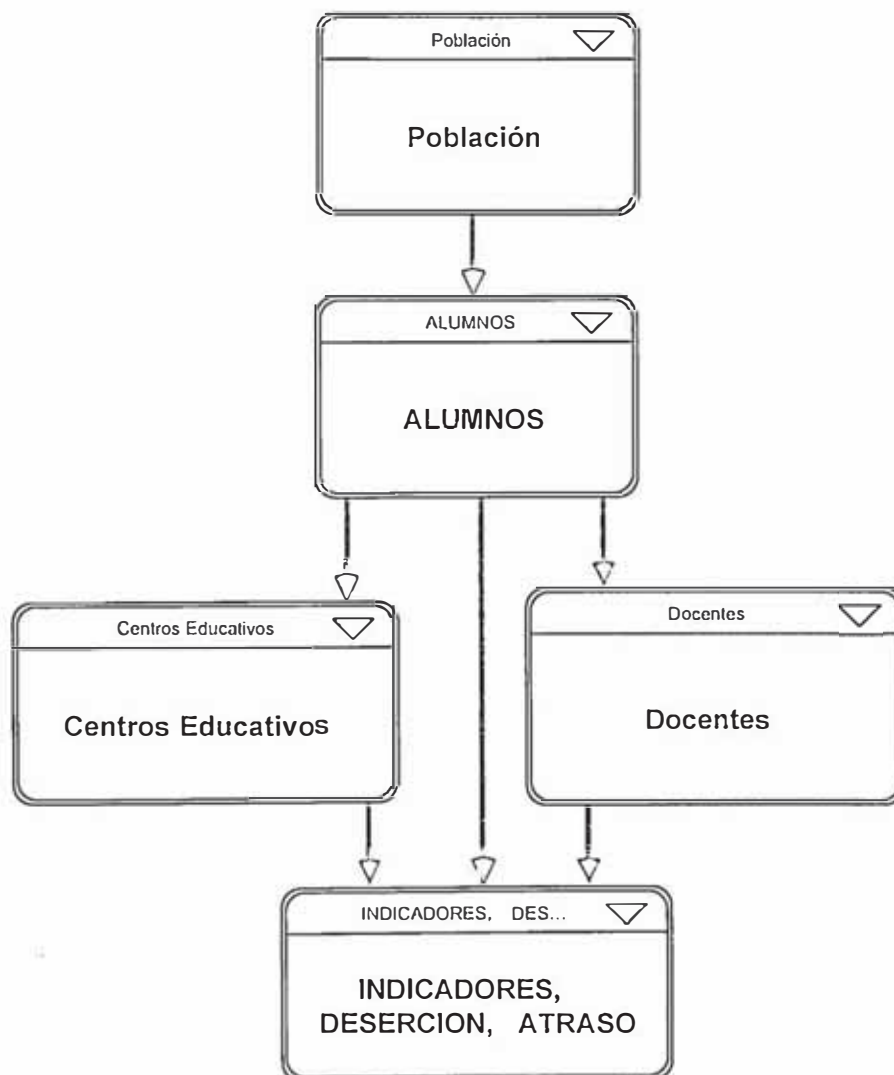 Población
Población
ALUMNOS
ALUMNOS
Centros Educativos
Centros Educativos
Docentes
Docentes
INDICADORES, DES...
INDICADORES,
DESERCION, ATRASO